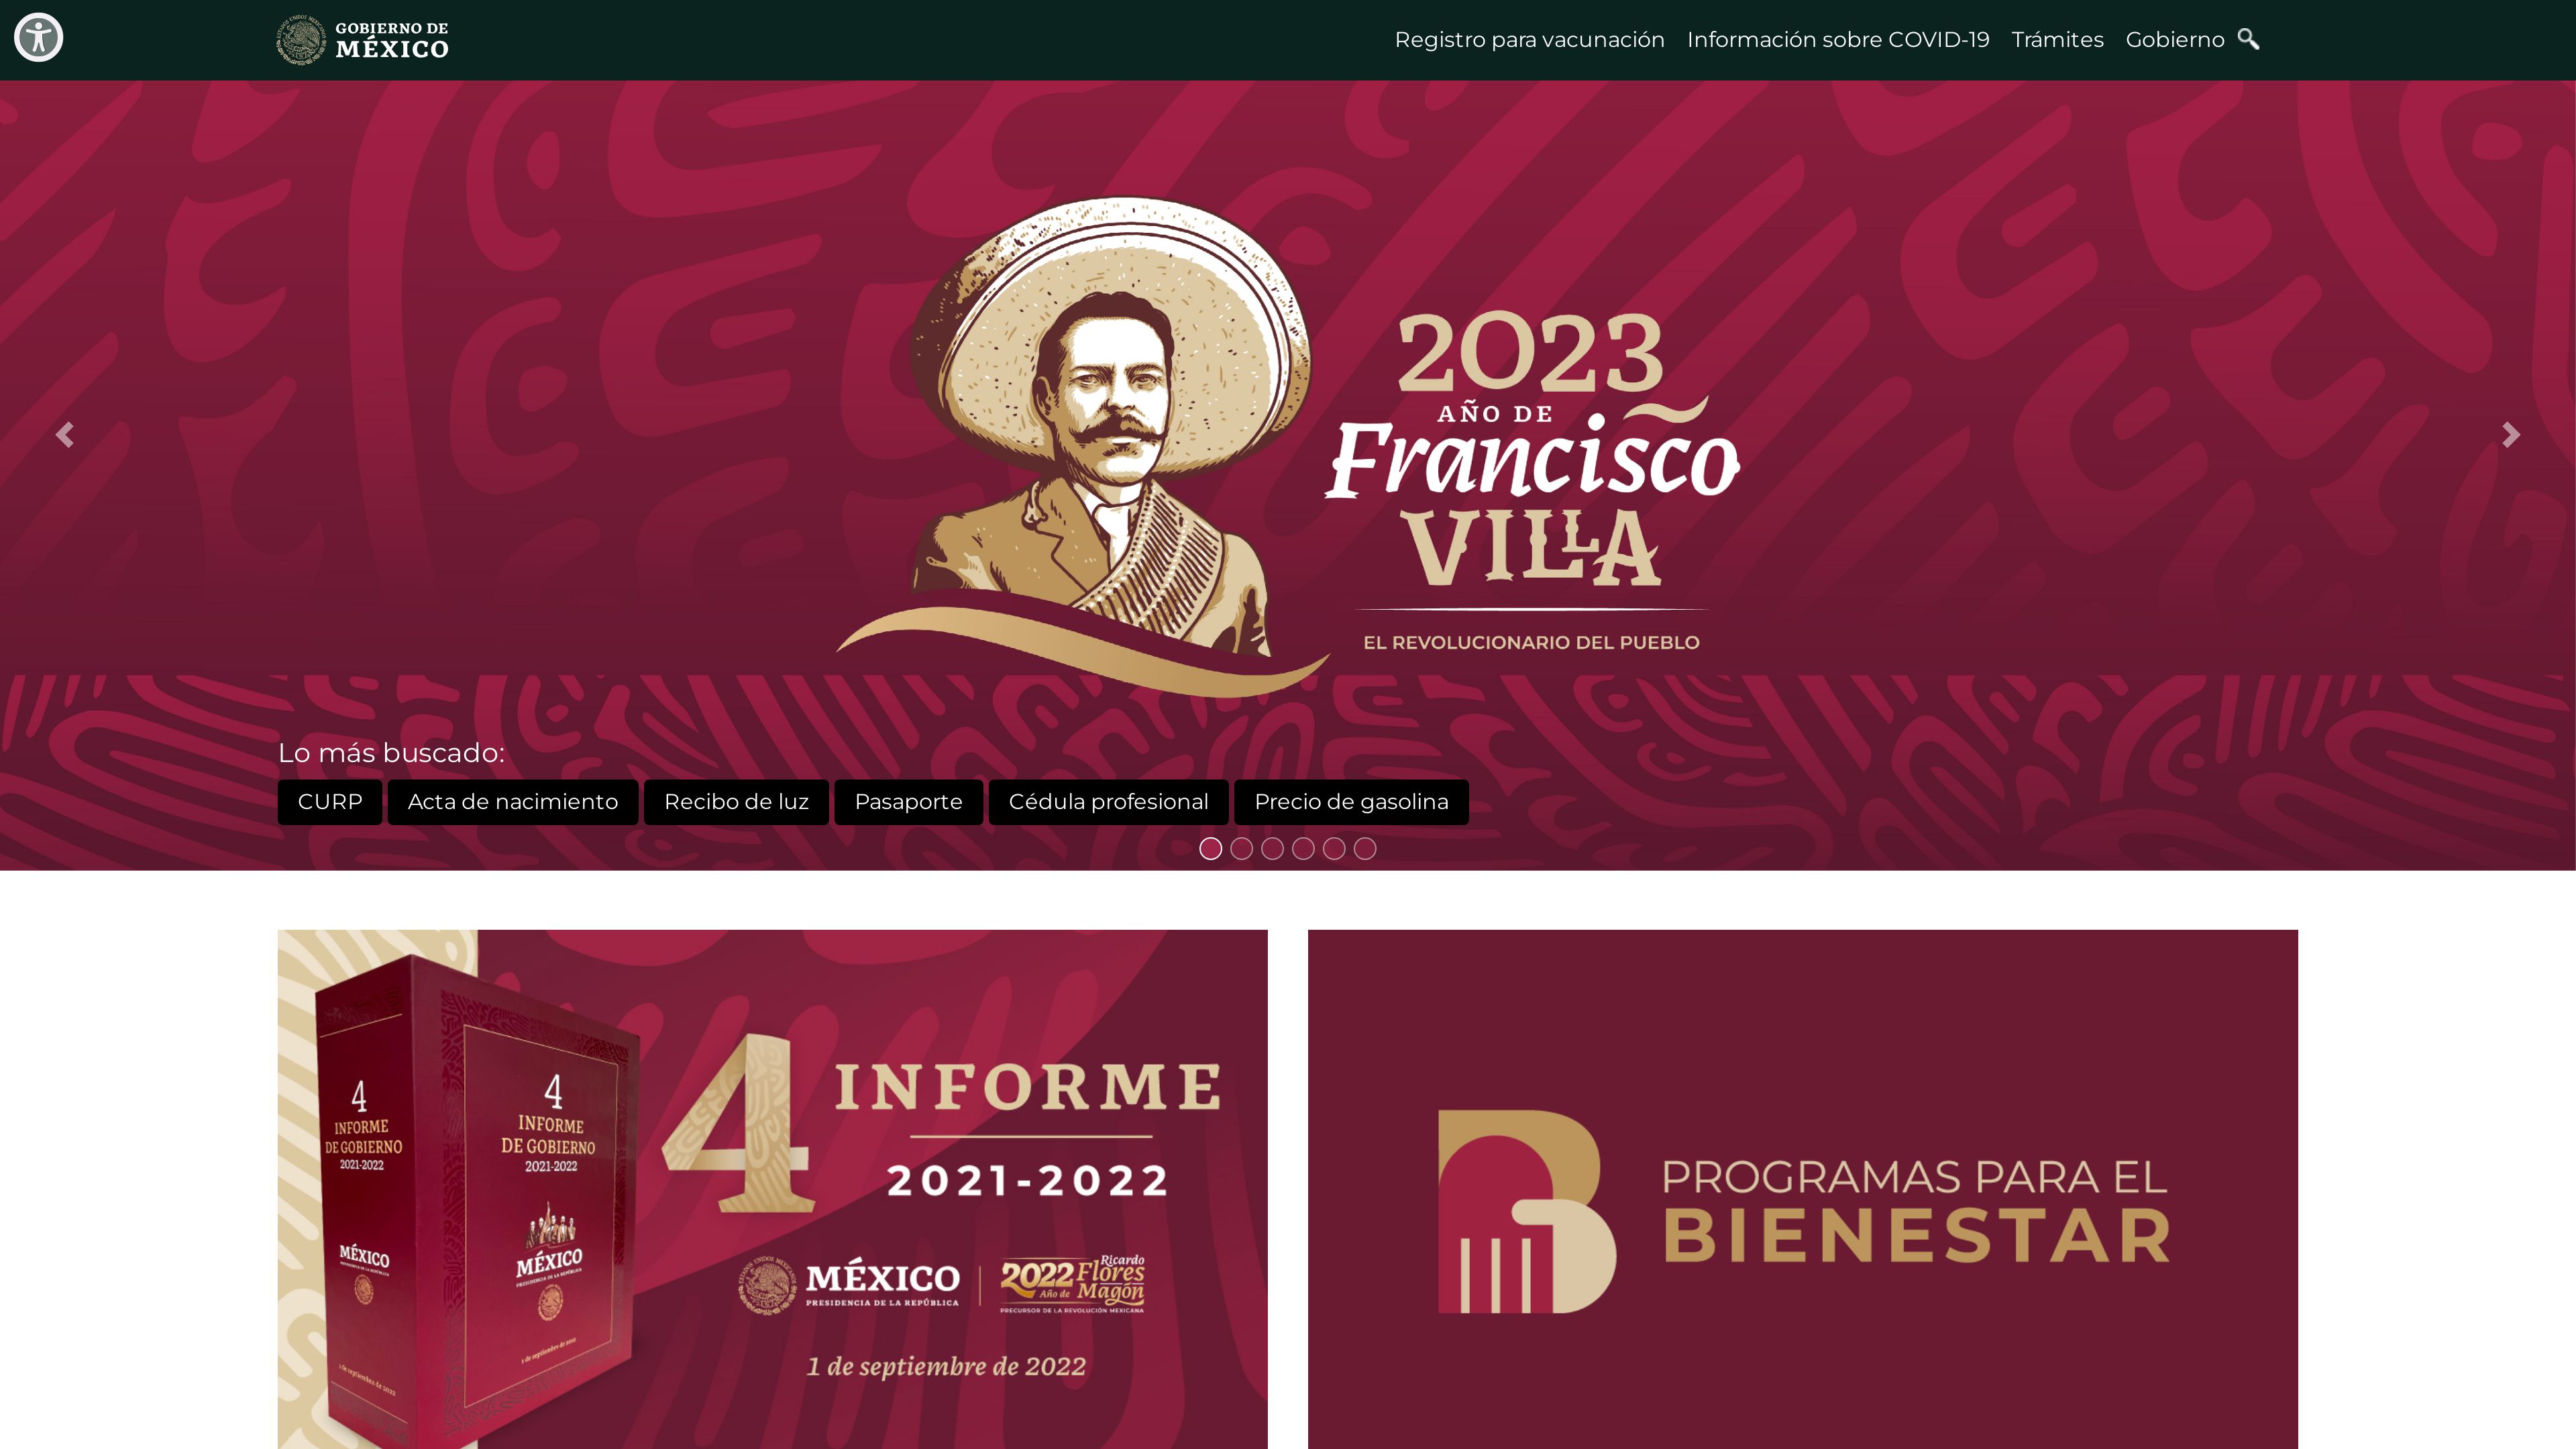 GOBIERNO DE
MÉXICO
Registro para vacunación
Información sobre COVID-19
Trámites
Gobierno
2023
AÑO DE
Francisco
VILLA
EL REVOLUCIONARIO DEL PUEBLO
Lo más buscado:
CURP
Acta de nacimiento
Recibo de luz
Pasaporte
Cédula profesional
Precio de gasolina
4
INFORME
DE GOBIERNO
2021-2022
MÉXICO
4
INFORME
DE GOBIERNO
2021-2022
MÉXICO
PRESIDENCIA DE LA REPÚBLICA
1 de septiembre de 2022
4 INFORME
2021-2022
MÉXICO
PRESIDENCIA DE LA REPÚBLICA
2022 Ricardo
Flores
Año de Magón
PRECURSOR DE LA REVOLUCIÓN MEXICANA
1 de septiembre de 2022
PROGRAMAS PARA EL
BIENESTAR